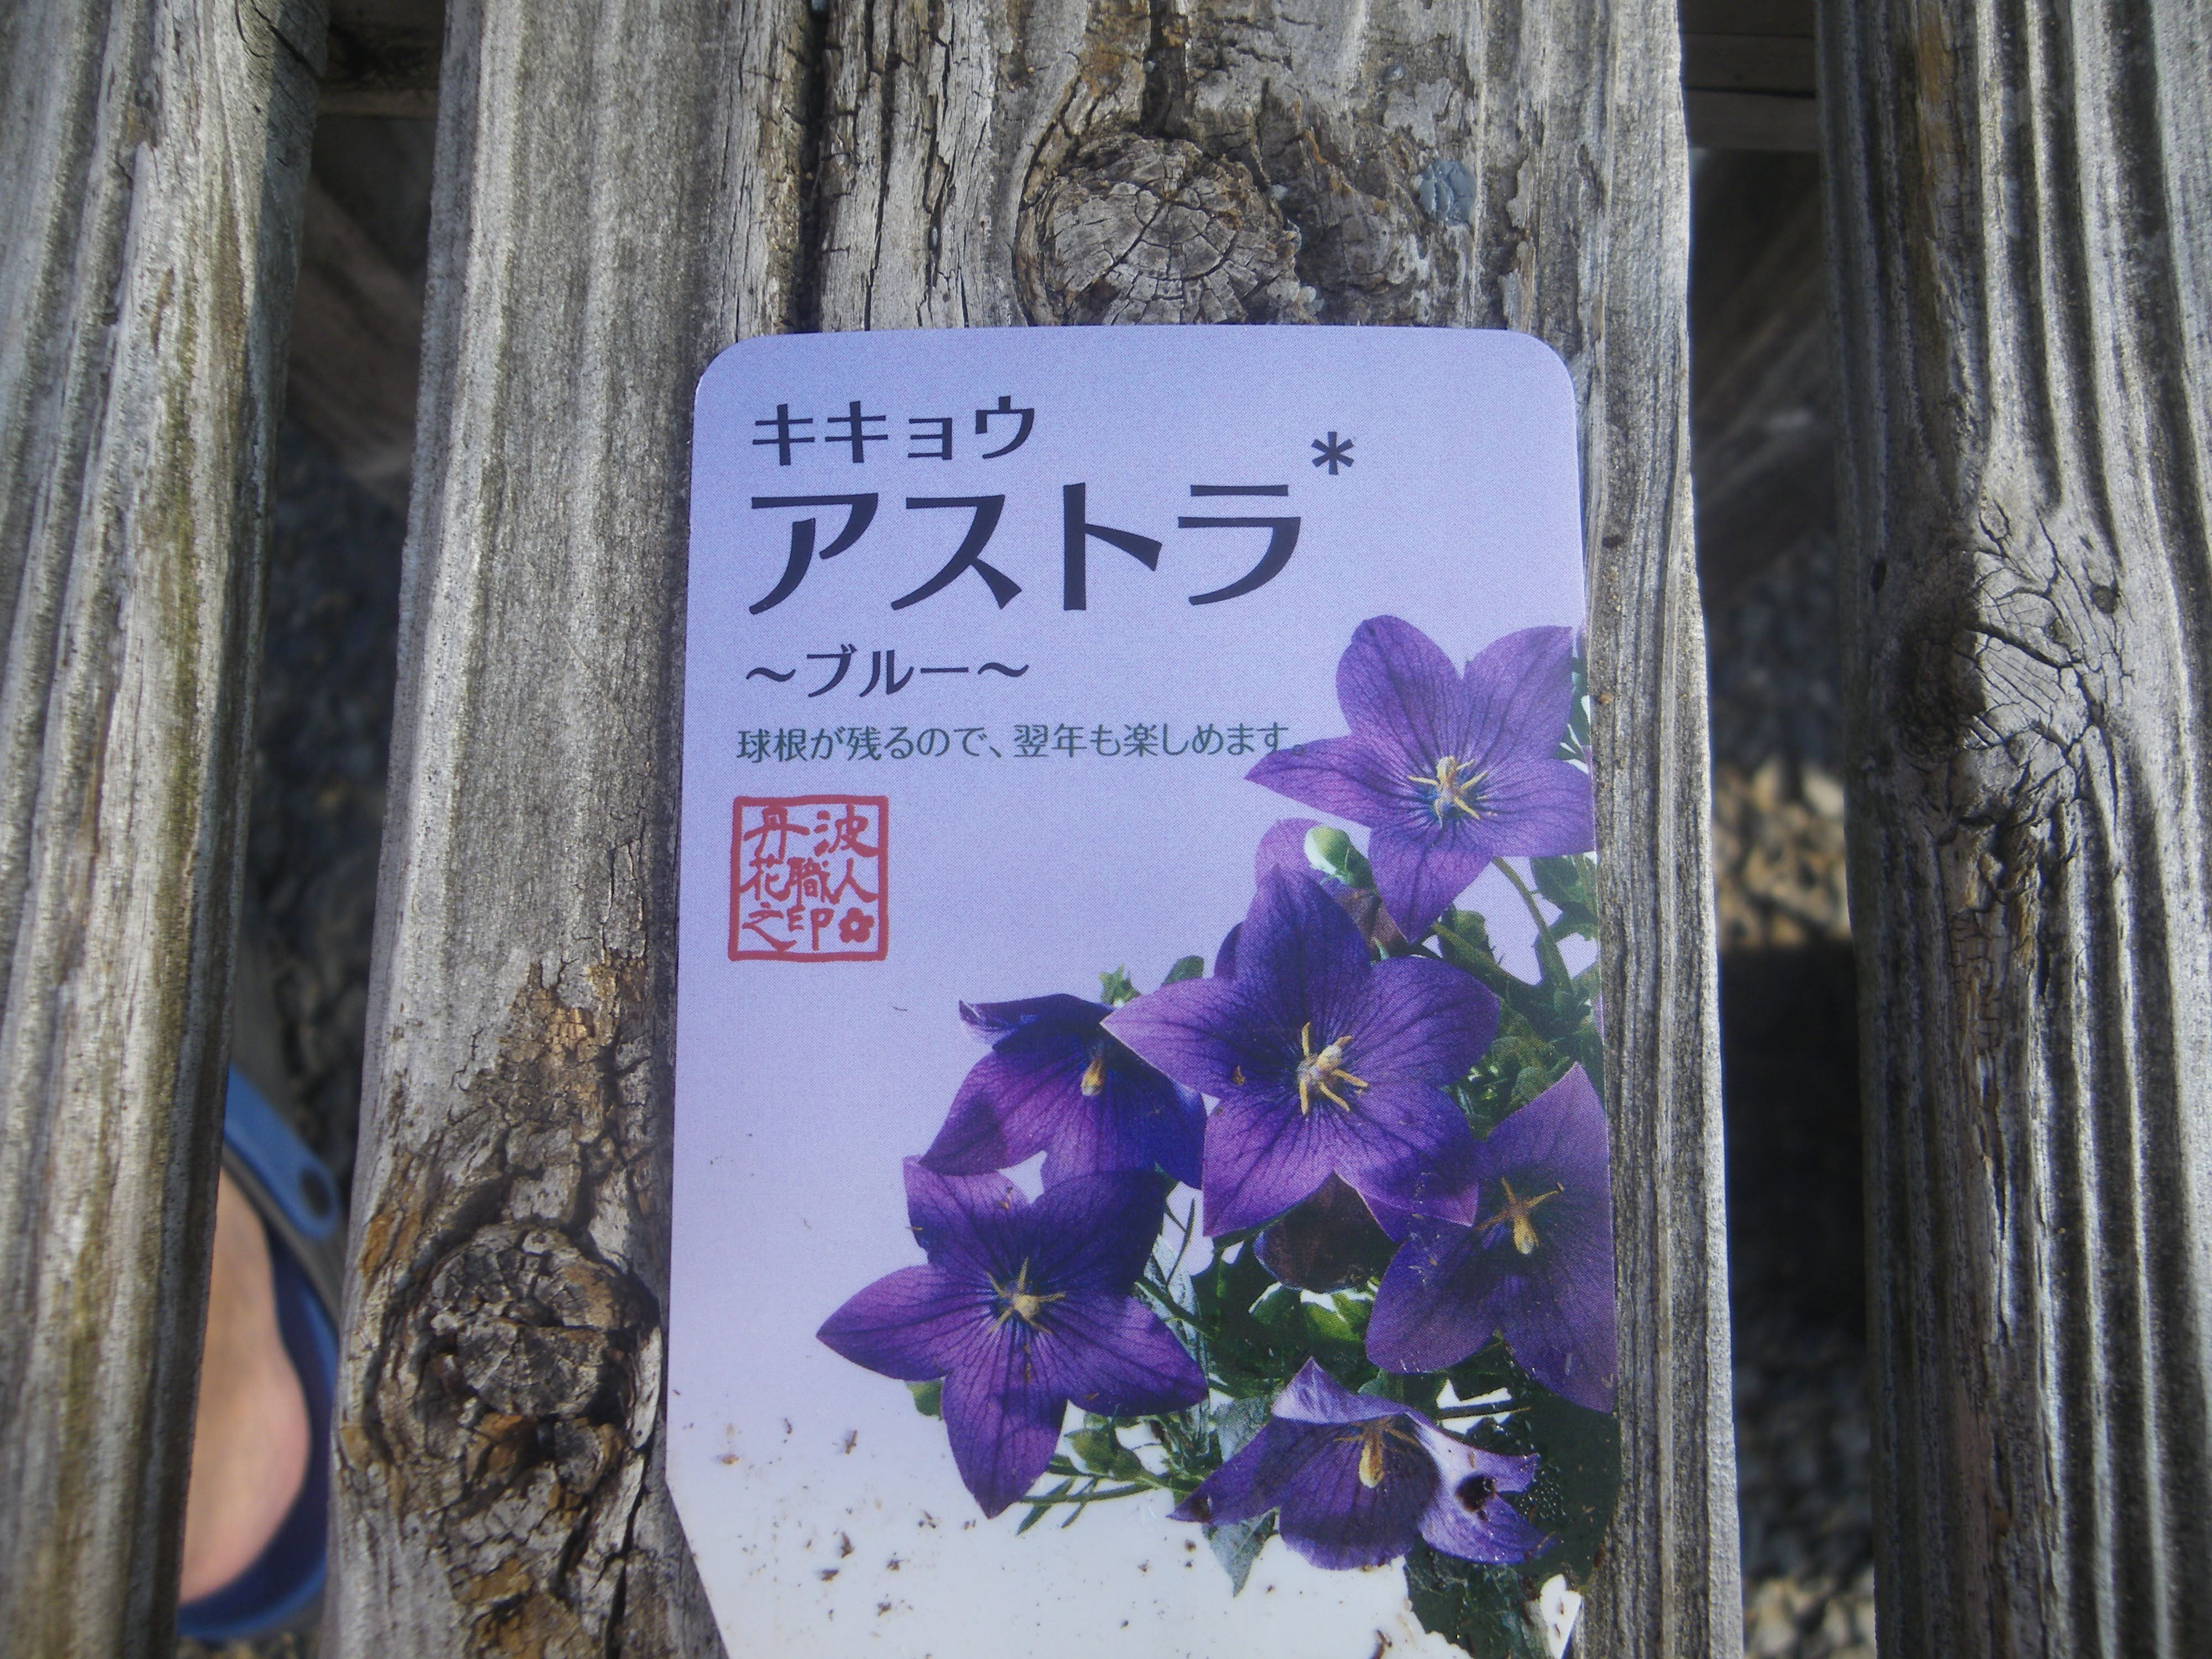 キキョウ
アストラ*
～ブルー～
球根が残るので、翌年も楽しめます。
丹波
花職人
之印